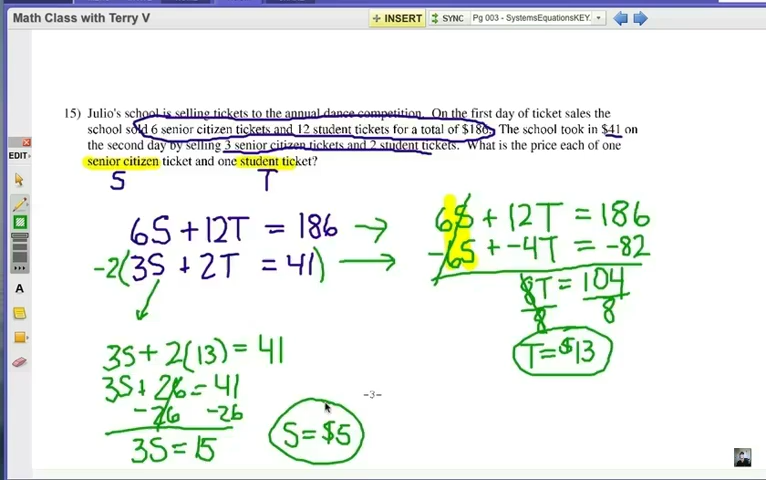 Math Class with Terry V
INSERT
SYNC
Pg 003 - SystemsEquationsKEY.
EDIT
A
15) Julio's school is selling tickets to the annual dance competition. On the first day of ticket sales the
school sold 6 senior citizen tickets and 12 student tickets for a total of $186. The school took in $41 on
the second day by selling 3 senior citizen tickets and 2 student tickets. What is the price each of one
senior citizen ticket and one student ticket?
S T
6S + 12T = 186 →
-2(3S + 2T = 41) →
6S + 12T = 186
-6S + -4T = -82
8T = 104
8 8
T = $13
3S + 2(13) = 41
3S + 26 = 41
-26 -26
3S = 15
S = $5
-3-